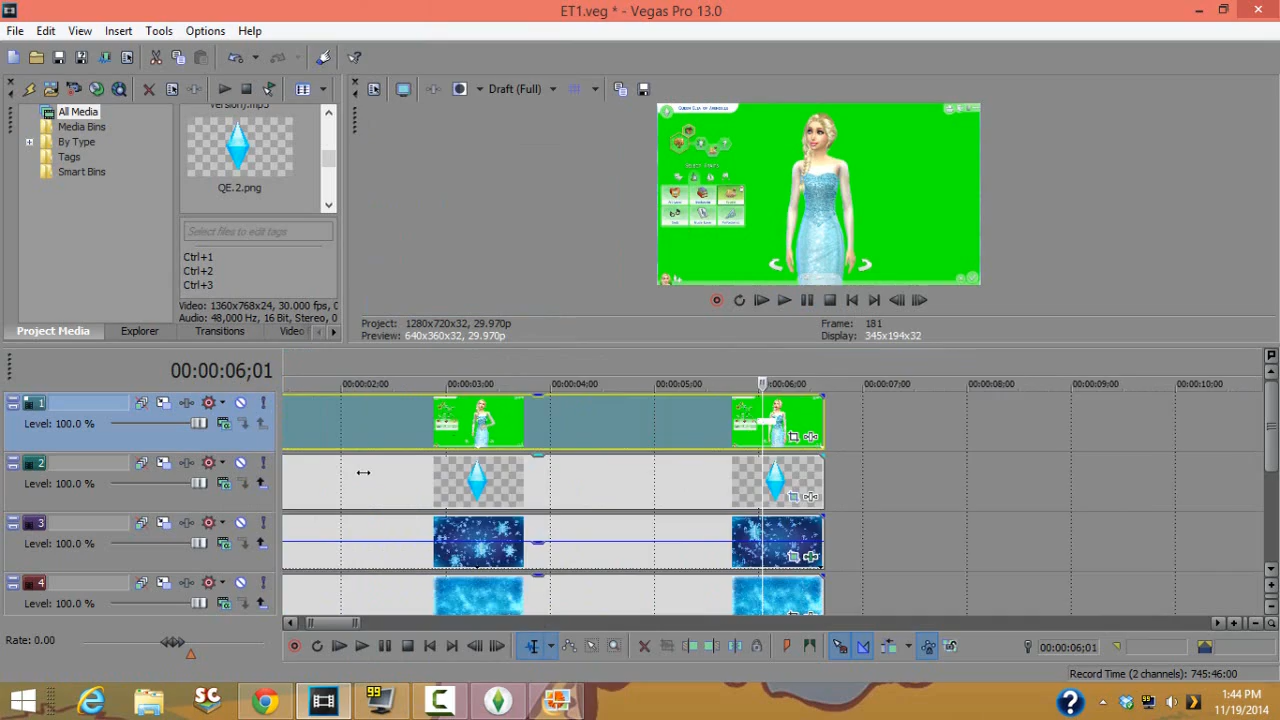 ET1.veg * - Vegas Pro 13.0
File Edit View Insert Tools Options Help
Draft (Full)
All Media
Media Bins
By Type
Tags
Smart Bins
version).mp3
QE.2.png
Select files to edit tags
Ctrl+1
Ctrl+2
Ctrl+3
Video: 1360x768x24, 30.000 fps, 0
Audio: 48,000 Hz, 16 Bit, Stereo, 0
Project Media Explorer Transitions Video
Project: 1280x720x32, 29.970p
Preview: 640x360x32, 29.970p
Frame: 181
Display: 345x194x32
00:00:06;01
00:00:02;00 00:00:03;00 00:00:04;00 00:00:05;00 :00:06;00 00:00:07;00 00:00:08;00 00:00:09;00 00:00:10;00
1
Level: 100.0 %
2
Level: 100.0 %
3
Level: 100.0 %
4
Level: 100.0 %
Rate: 0.00
00:00:06;01
Record Time (2 channels): 745:46:00
SC
99
C
?
1:44 PM
11/19/2014